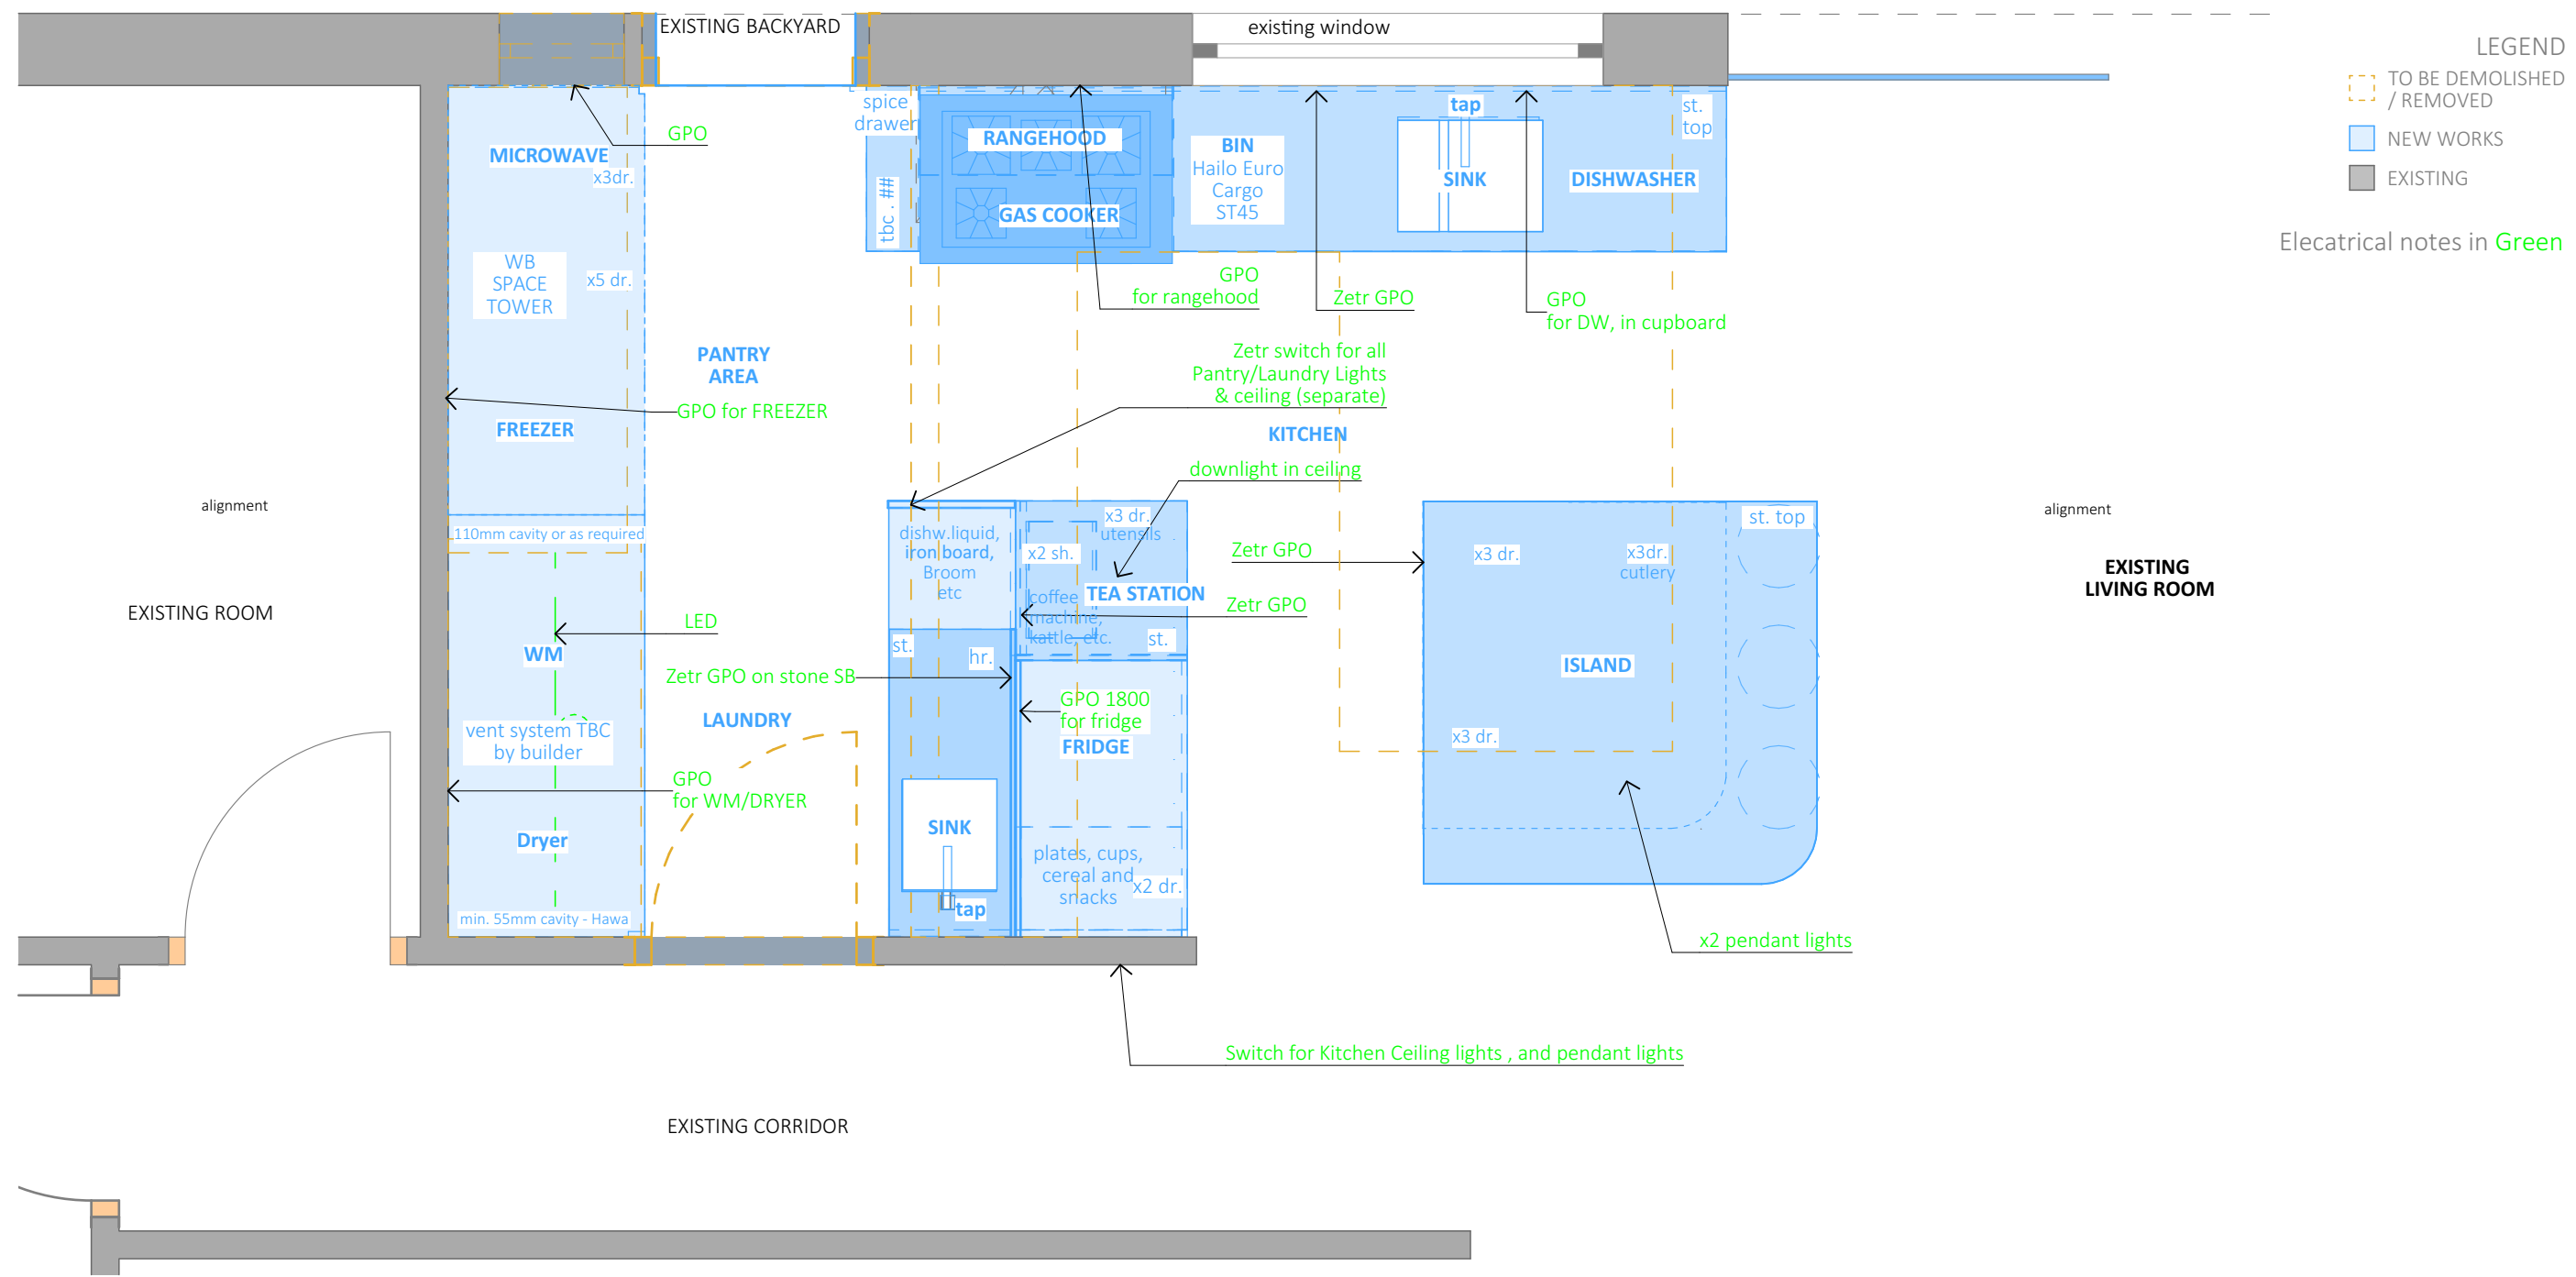 EXISTING BACKYARD
existing window
LEGEND
TO BE DEMOLISHED
/ REMOVED
NEW WORKS
EXISTING
Elecatrical notes in Green
spice
drawer
tbc . ##
RANGEHOOD
GAS COOKER
BIN
Hailo Euro
Cargo
ST45
tap
SINK
st.
top
DISHWASHER
GPO
MICROWAVE
x3dr.
WB
SPACE
TOWER
x5 dr.
GPO
for rangehood
Zetr GPO
GPO
for DW, in cupboard
PANTRY
AREA
GPO for FREEZER
FREEZER
Zetr switch for all
Pantry/Laundry Lights
& ceiling (separate)
KITCHEN
downlight in ceiling
alignment
alignment
110mm cavity or as required
dishw.liquid,
iron board,
Broom
etc
x3 dr.
utensils
x2 sh.
TEA STATION
coffee
machine,
kattle, etc.
st.
Zetr GPO
Zetr GPO
x3 dr.
x3dr.
cutlery
st. top
EXISTING
LIVING ROOM
EXISTING ROOM
LED
WM
st.
hr.
Zetr GPO on stone SB
ISLAND
GPO 1800
for fridge
FRIDGE
LAUNDRY
vent system TBC
by builder
x3 dr.
GPO
for WM/DRYER
Dryer
SINK
tap
plates, cups,
cereal and
snacks
x2 dr.
min. 55mm cavity - Hawa
x2 pendant lights
Switch for Kitchen Ceiling lights , and pendant lights
EXISTING CORRIDOR